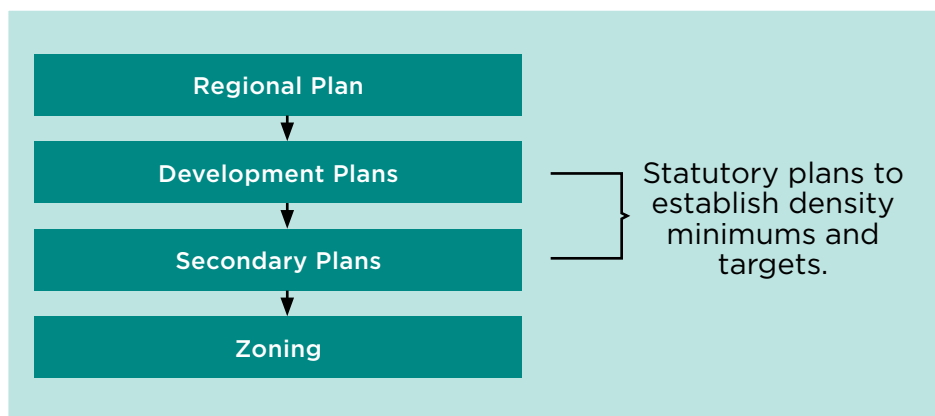 Regional Plan
Development Plans
Secondary Plans
Zoning
Statutory plans to
establish density
minimums and
targets.